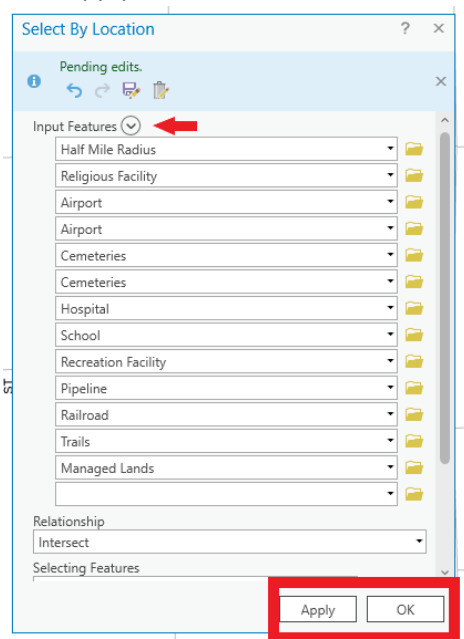 Select By Location ? ×
Pending edits.
Input Features
Half Mile Radius
Religious Facility
Airport
Airport
Cemeteries
Cemeteries
Hospital
School
Recreation Facility
Pipeline
Railroad
Trails
Managed Lands
ST
Relationship
Intersect
Selecting Features
Apply OK